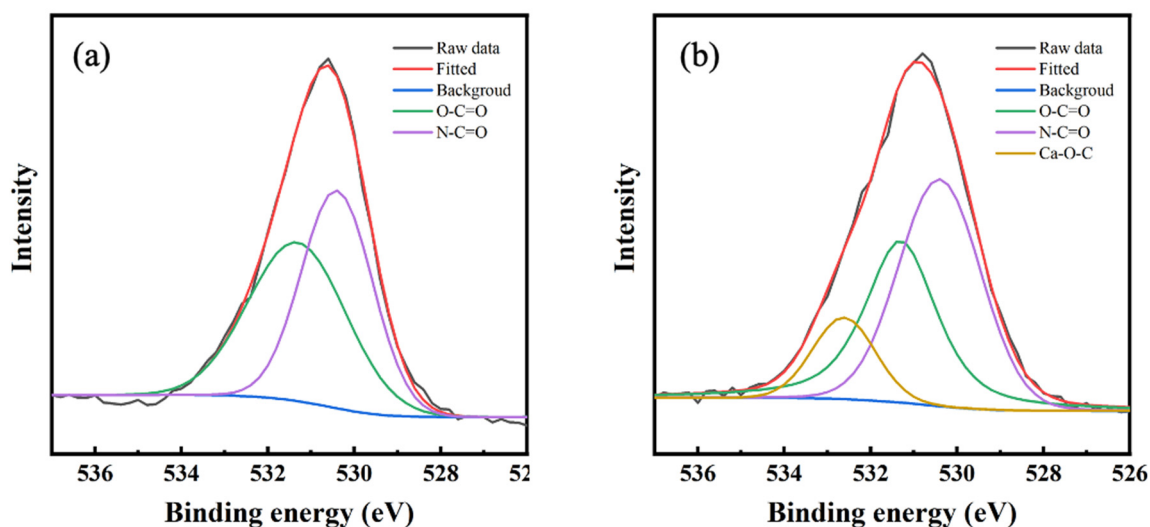 (a)
Raw data
Fitted
Backgroud
O-C=O
N-C=O
Intensity
536 534 532 530 528 52
Binding energy (eV)
(b)
Raw data
Fitted
Backgroud
O-C=O
N-C=O
Ca-O-C
Intensity
536 534 532 530 528 526
Binding energy (eV)